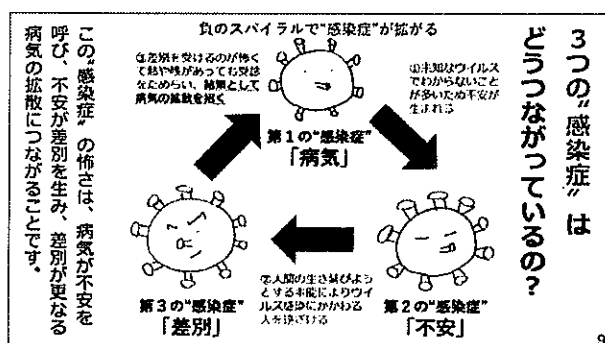 3つの“感染症”は
どうつながっているの？
負のスパイラルで“感染症”が拡がる
③差別を受けるのが怖く
て熱や咳があっても受診
をためらい、結果として
病気の拡散を招く
①未知なウイルス
でわからないこと
が多いため不安が
生まれる
第1の“感染症”
「病気」
②人間の生き延びよう
とする本能によりウイ
ルス感染にかかわる
人を遠ざける
第2の“感染症”
「不安」
第3の“感染症”
「差別」
この“感染症”の怖さは、病気が不安を
呼び、不安が差別を生み、差別が更なる
病気の拡散につながることです。
9